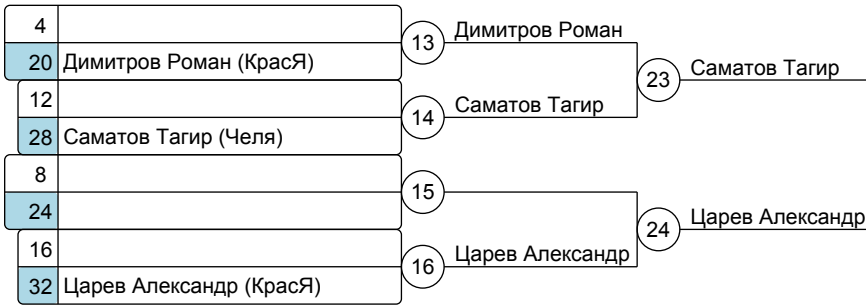 4
20 Димитров Роман (КрасЯ)
12
28 Саматов Тагир (Челя)
8
24
16
32 Царев Александр (КрасЯ)
13 Димитров Роман
14 Саматов Тагир
15
16 Царев Александр
23 Саматов Тагир
24 Царев Александр